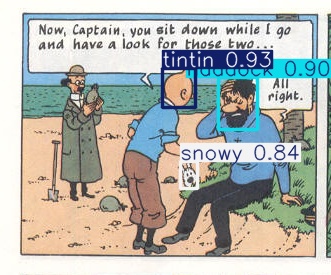 Now, Captain, you sit down while I go
and have a look for those two...
tintin 0.93
haddock 0.90
All
right.
snowy 0.84